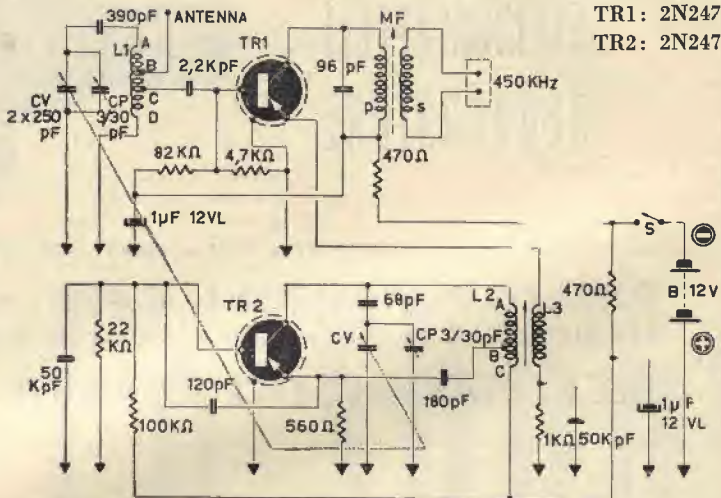 390pF
ANTENNA
L1
A
B
C
D
TR1
2,2KpF
MF
96 pF
P
S
450KHz
TR1: 2N247
TR2: 2N247
CV
2x250
pF
CP
3/30
pF
82KΩ
4,7KΩ
470Ω
1µF 12VL
S
B 12V
470Ω
TR2
68pF
L2
A
B
C
L3
CV
CP 3/30pF
22
KΩ
50
KpF
120pF
180pF
100KΩ
560Ω
1KΩ
50KpF
1µF
12 VL